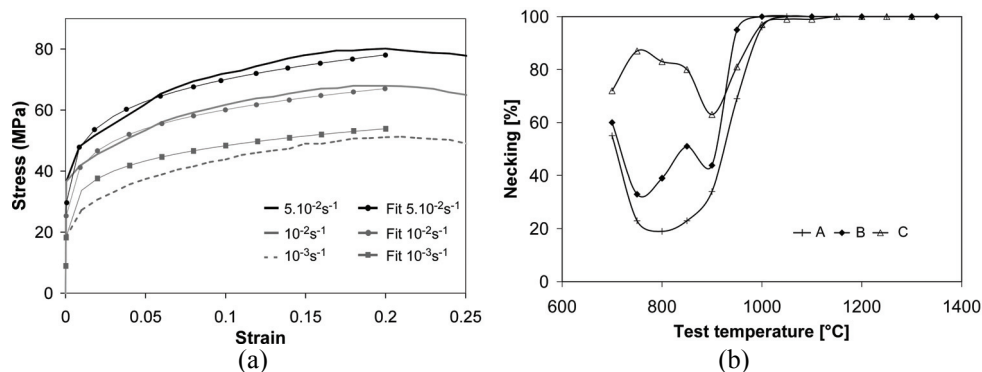 Stress (MPa)
100
80
60
40
20
0
0
0.05
0.1
0.15
0.2
0.25
Strain
5.10⁻²s⁻¹
Fit 5.10⁻²s⁻¹
10⁻²s⁻¹
Fit 10⁻²s⁻¹
10⁻³s⁻¹
Fit 10⁻³s⁻¹
(a)
Necking [%]
100
80
60
40
20
0
600
800
1000
1200
1400
A B C
Test temperature [°C]
(b)